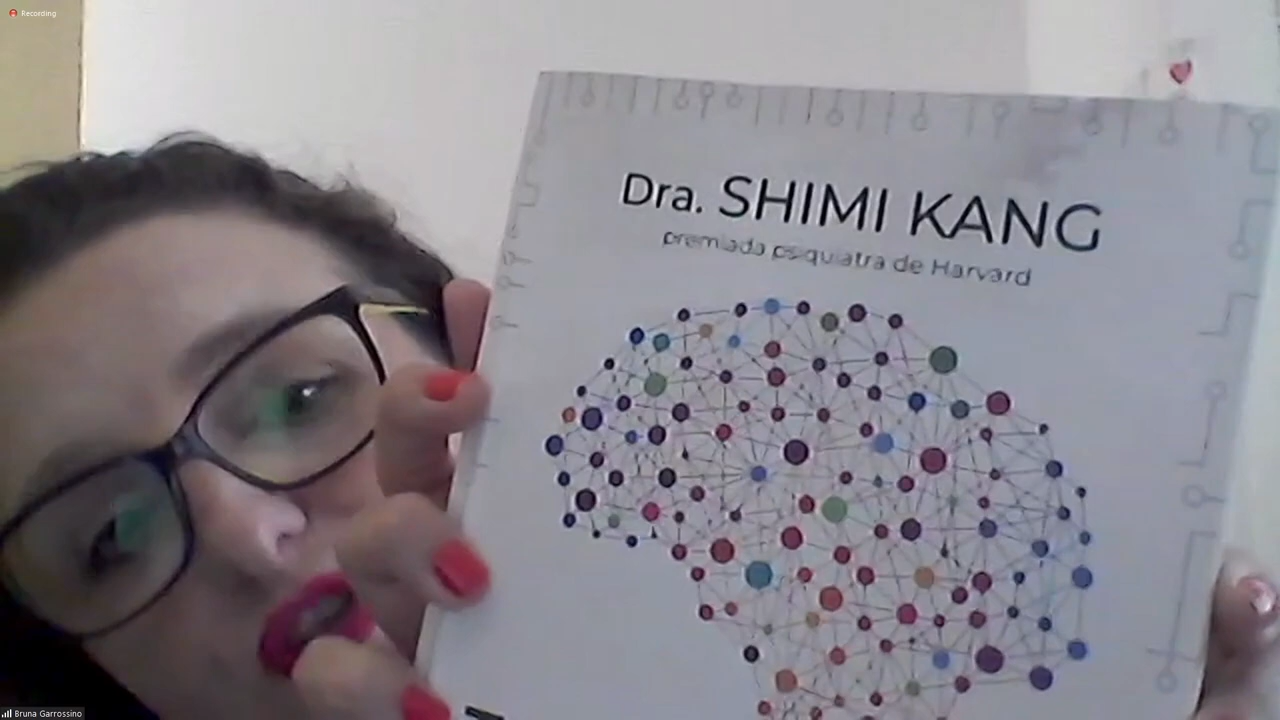 Recording
Dra. SHIMI KANG
premiada psiquiatra de Harvard
Bruna Garrossino